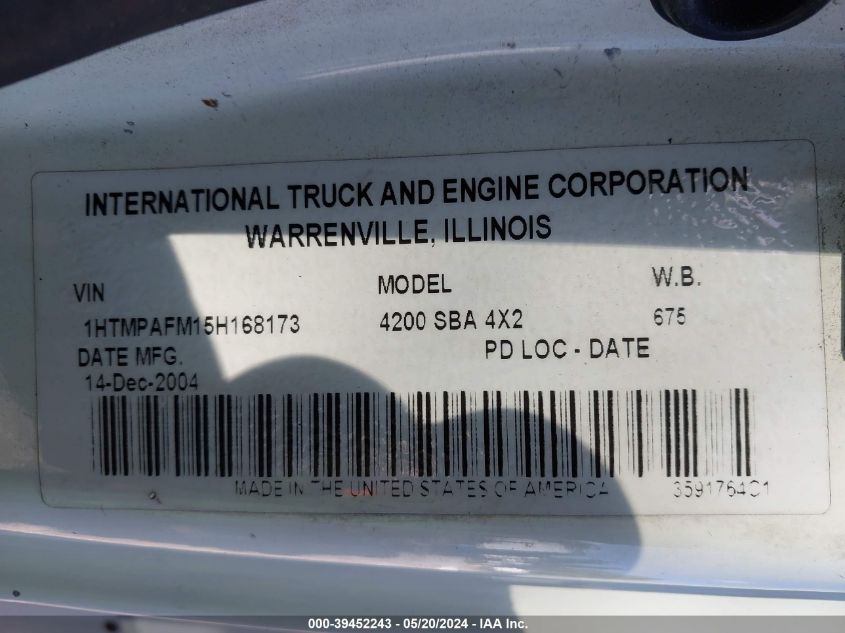 INTERNATIONAL TRUCK AND ENGINE CORPORATION
WARRENVILLE, ILLINOIS
VIN MODEL W.B.
1HTMPAFM15H168173 4200 SBA 4X2 675
DATE MFG. PD LOC - DATE
14-Dec-2004
MADE IN THE UNITED STATES OF AMERICA 3591764C1
000-39452243 - 05/20/2024 - IAA Inc.